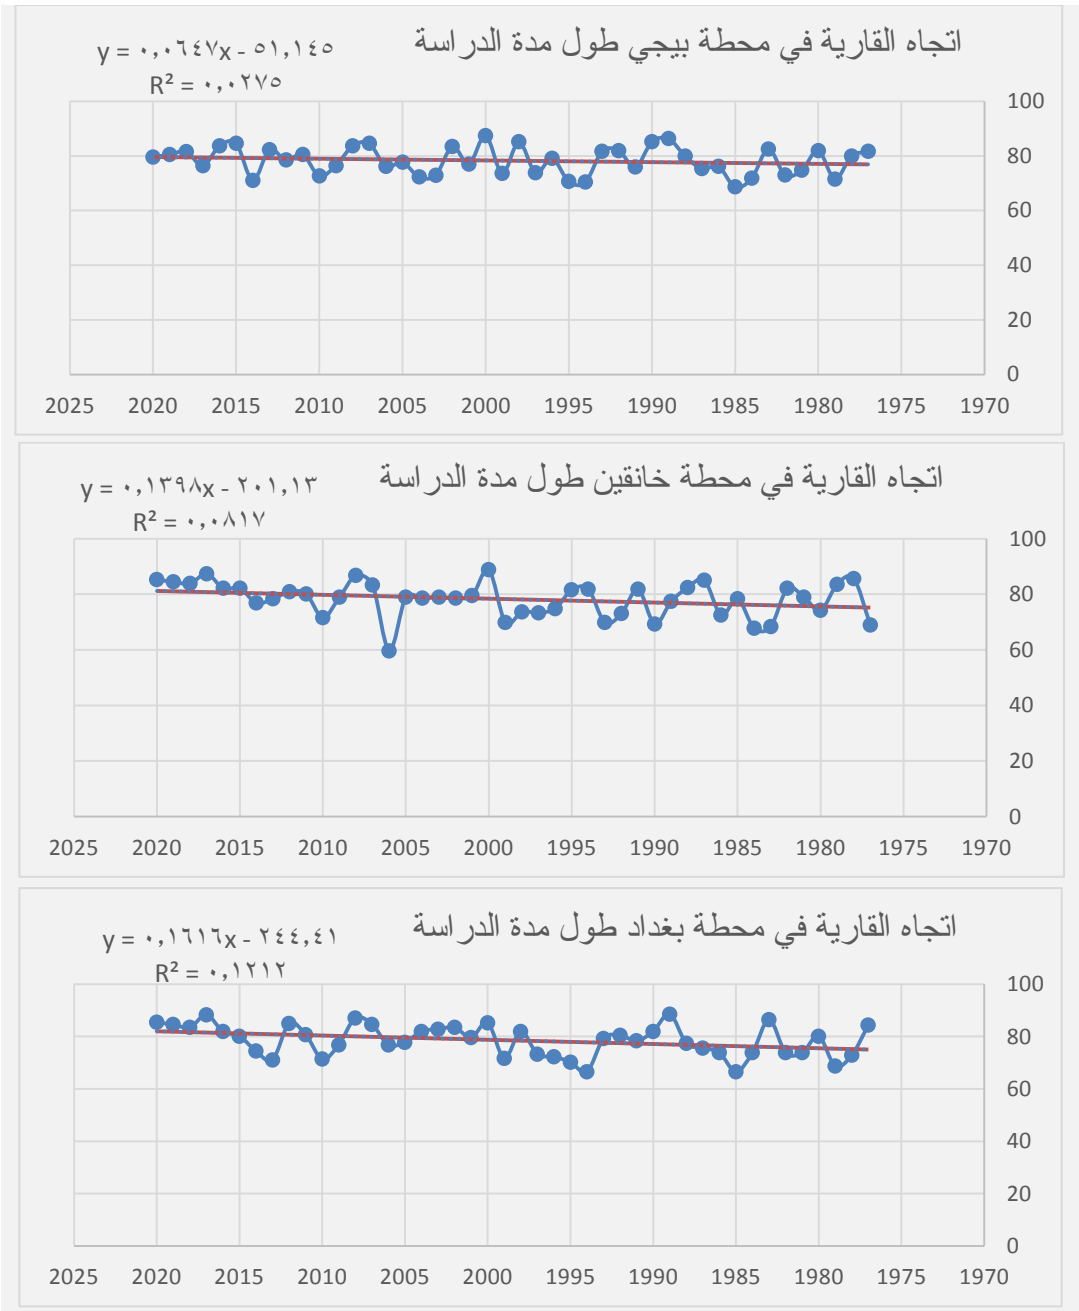 اتجاه القارية في محطة بيجي طول مدة الدراسة
y = ٠,٠٦٤٧x - ٥١,١٤٥
R² = ٠,٠٢٧٥
100
80
60
40
20
0
2025 2020 2015 2010 2005 2000 1995 1990 1985 1980 1975 1970
اتجاه القارية في محطة خانقين طول مدة الدراسة
y = ٠,١٣٩٨x - ٢٠١,١٣
R² = ٠,٠٨١٧
100
80
60
40
20
0
2025 2020 2015 2010 2005 2000 1995 1990 1985 1980 1975 1970
اتجاه القارية في محطة بغداد طول مدة الدراسة
y = ٠,١٦١٦x - ٢٤٤,٤١
R² = ٠,١٢١٢
100
80
60
40
20
0
2025 2020 2015 2010 2005 2000 1995 1990 1985 1980 1975 1970